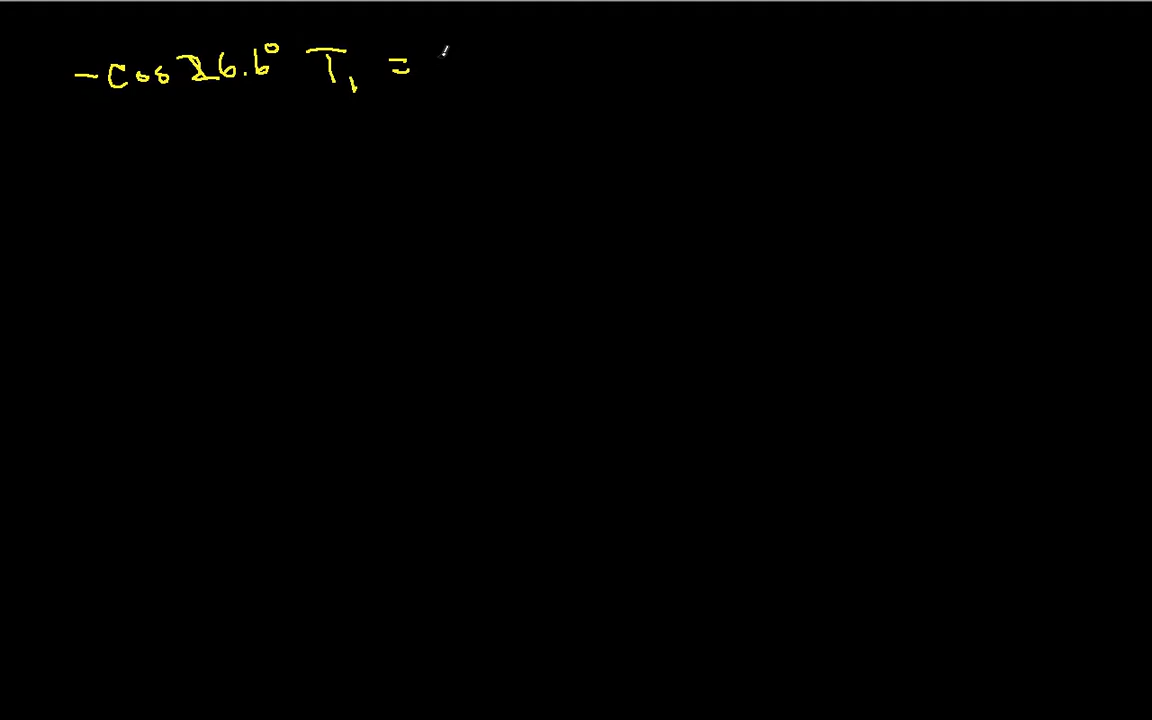 -cos 26.6° T₁ =